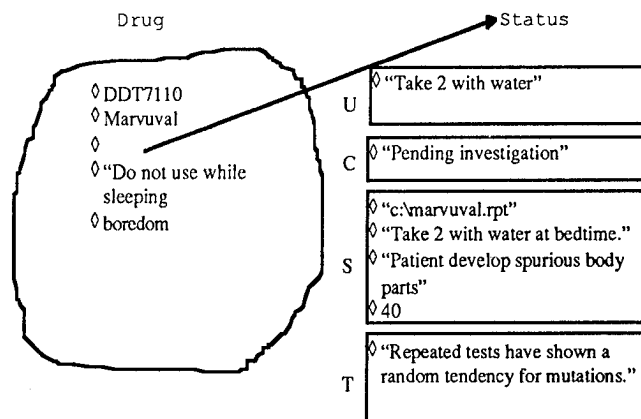 Drug
Status
◊ DDT7110
◊ Marvuval
◊
◊ “Do not use while
sleeping
◊ boredom
U
◊ “Take 2 with water”
C
◊ “Pending investigation”
S
◊ “c:\marvuval.rpt”
◊ “Take 2 with water at bedtime.”
◊ “Patient develop spurious body
parts”
◊ 40
T
◊ “Repeated tests have shown a
random tendency for mutations.”